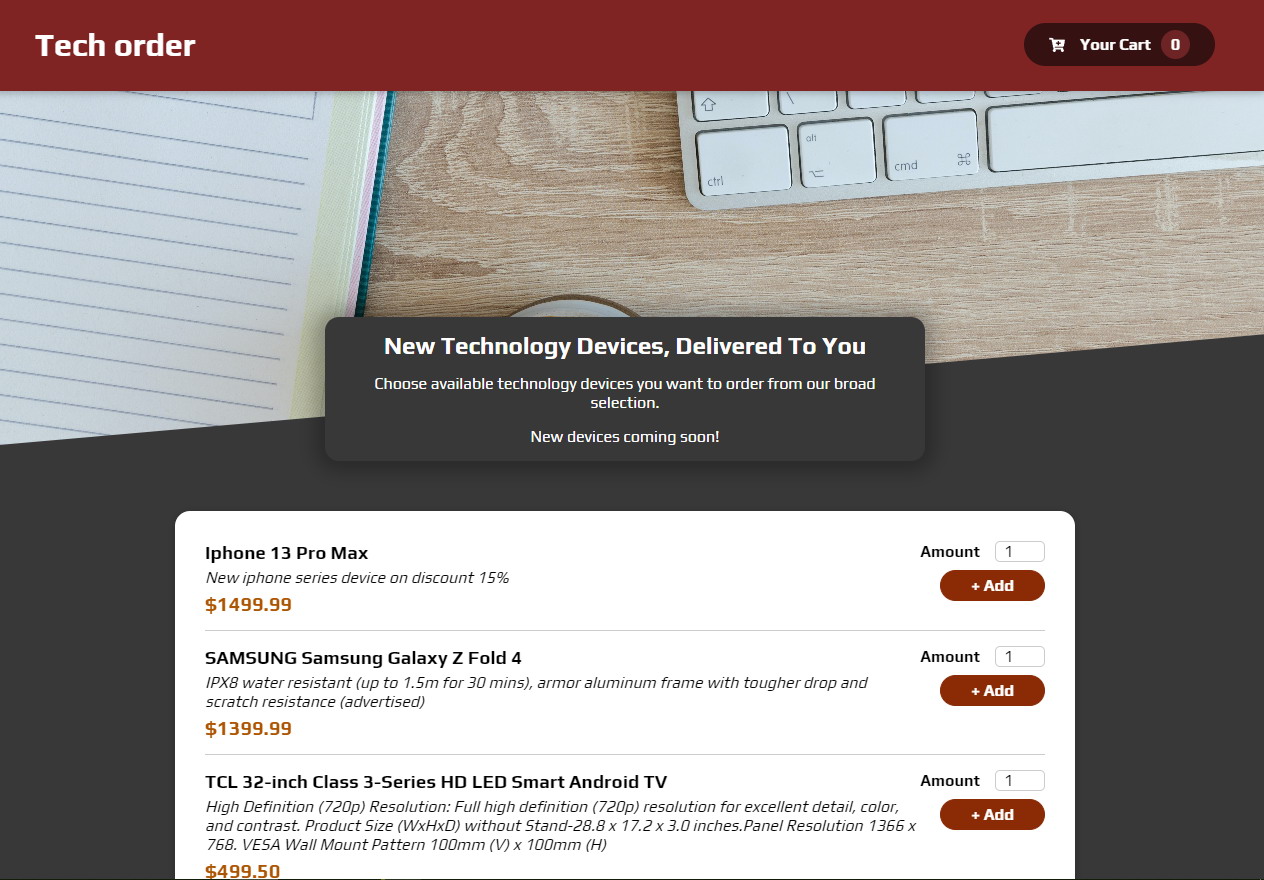 Tech order
Your Cart 0
ctrl
alt
cmd ⌘
New Technology Devices, Delivered To You
Choose available technology devices you want to order from our broad
selection.
New devices coming soon!
Iphone 13 Pro Max
Amount 1
New iphone series device on discount 15%
+ Add
$1499.99
SAMSUNG Samsung Galaxy Z Fold 4
Amount 1
IPX8 water resistant (up to 1.5m for 30 mins), armor aluminum frame with tougher drop and
scratch resistance (advertised)
+ Add
$1399.99
TCL 32-inch Class 3-Series HD LED Smart Android TV
Amount 1
High Definition (720p) Resolution: Full high definition (720p) resolution for excellent detail, color,
and contrast. Product Size (WxHxD) without Stand-28.8 x 17.2 x 3.0 inches.Panel Resolution 1366 x
768. VESA Wall Mount Pattern 100mm (V) x 100mm (H)
+ Add
$499.50